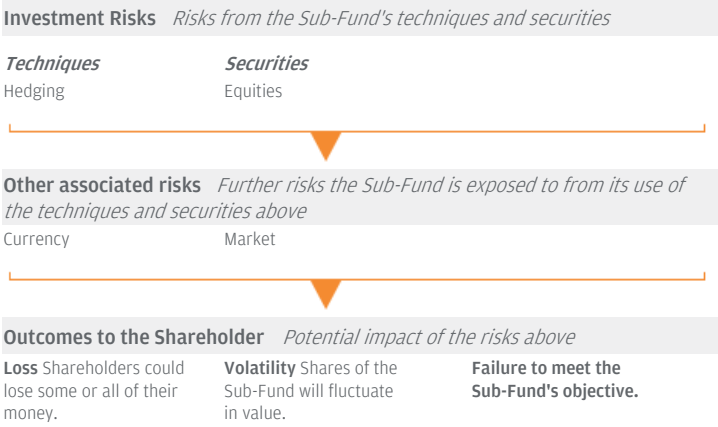 Investment Risks Risks from the Sub-Fund's techniques and securities
Techniques Securities
Hedging Equities
Other associated risks Further risks the Sub-Fund is exposed to from its use of
the techniques and securities above
Currency Market
Outcomes to the Shareholder Potential impact of the risks above
Loss Shareholders could
lose some or all of their
money.
Volatility Shares of the
Sub-Fund will fluctuate
in value.
Failure to meet the
Sub-Fund's objective.